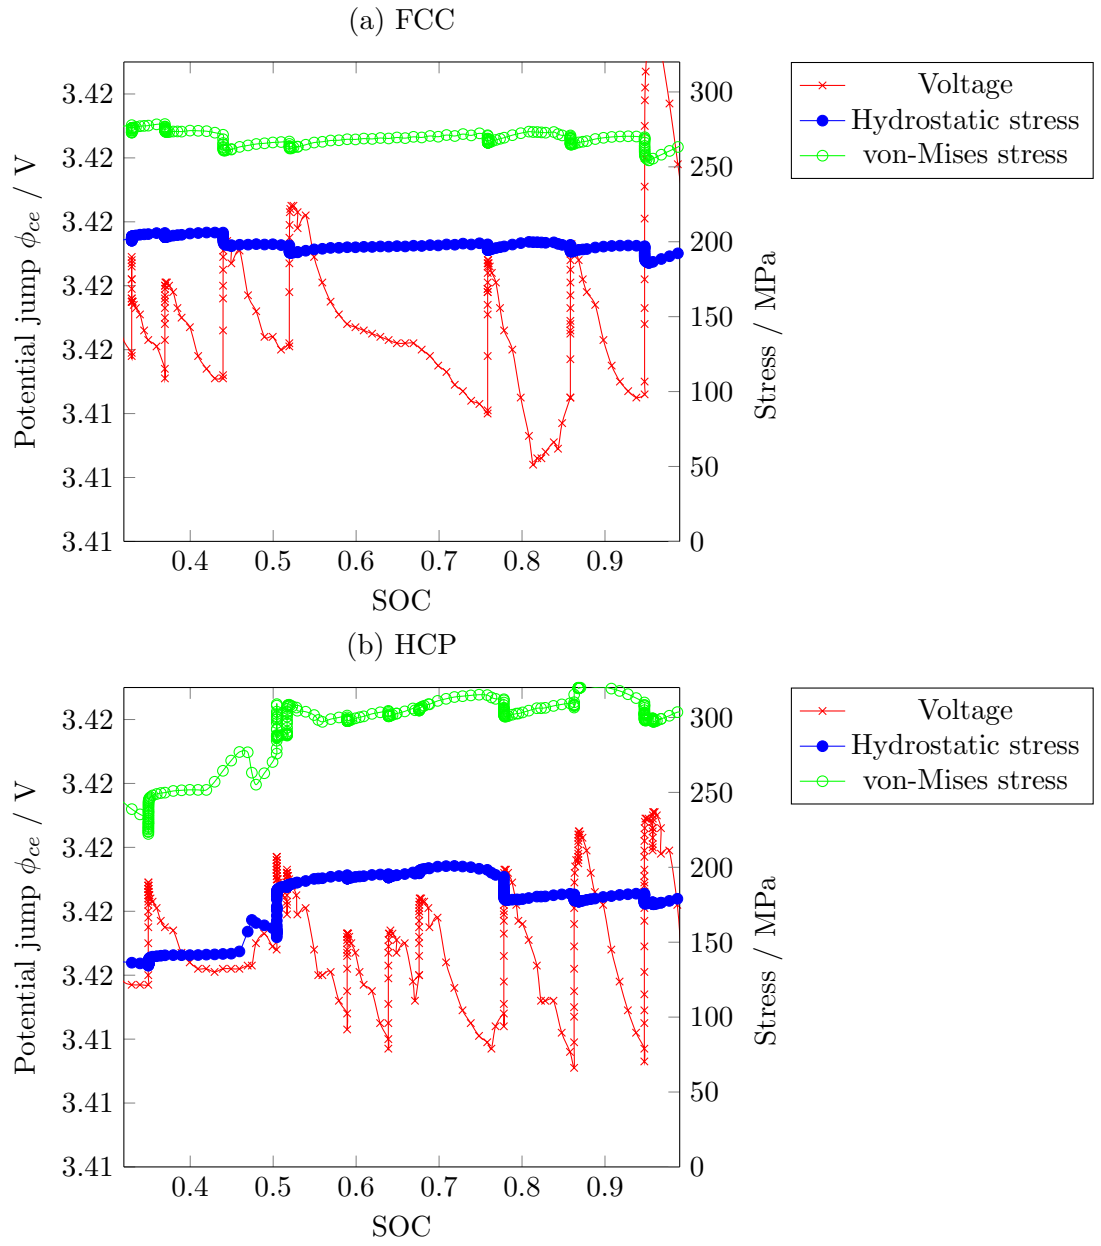 (a) FCC
3.42
3.42
3.42
3.42
3.42
3.41
3.41
3.41
Potential jump ϕce / V
0.4 0.5 0.6 0.7 0.8 0.9
SOC
300
250
200
150
100
50
0
Stress / MPa
Voltage
Hydrostatic stress
von-Mises stress
(b) HCP
3.42
3.42
3.42
3.42
3.42
3.41
3.41
3.41
Potential jump ϕce / V
0.4 0.5 0.6 0.7 0.8 0.9
SOC
300
250
200
150
100
50
0
Stress / MPa
Voltage
Hydrostatic stress
von-Mises stress